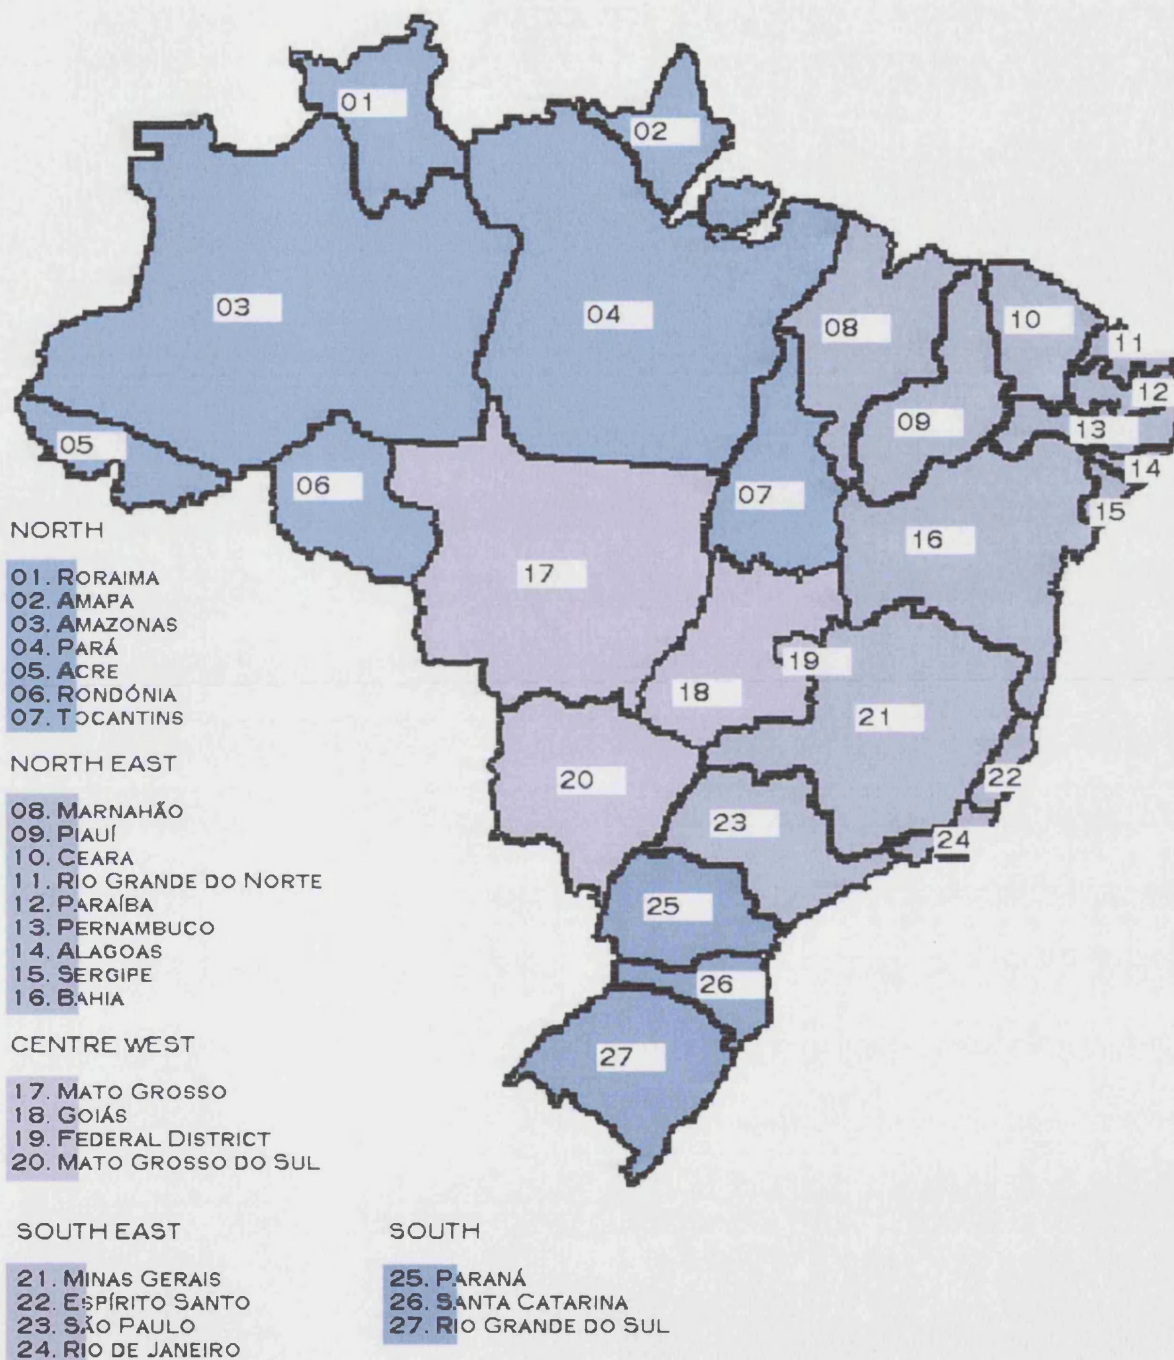 01
02
03
04
05
06
07
08
09
10
11
12
13
14
15
16
17
18
19
20
21
22
23
24
25
26
27
NORTH
01. RORAIMA
02. AMAPA
03. AMAZONAS
04. PARÁ
05. ACRE
06. RONDÓNIA
07. TOCANTINS
NORTH EAST
08. MARNAHÃO
09. PIAUÍ
10. CEARA
11. RIO GRANDE DO NORTE
12. PARAÍBA
13. PERNAMBUCO
14. ALAGOAS
15. SERGIPE
16. BAHIA
CENTRE WEST
17. MATO GROSSO
18. GOIÁS
19. FEDERAL DISTRICT
20. MATO GROSSO DO SUL
SOUTH EAST
21. MINAS GERAIS
22. ESPÍRITO SANTO
23. SÃO PAULO
24. RIO DE JANEIRO
SOUTH
25. PARANÁ
26. SANTA CATARINA
27. RIO GRANDE DO SUL